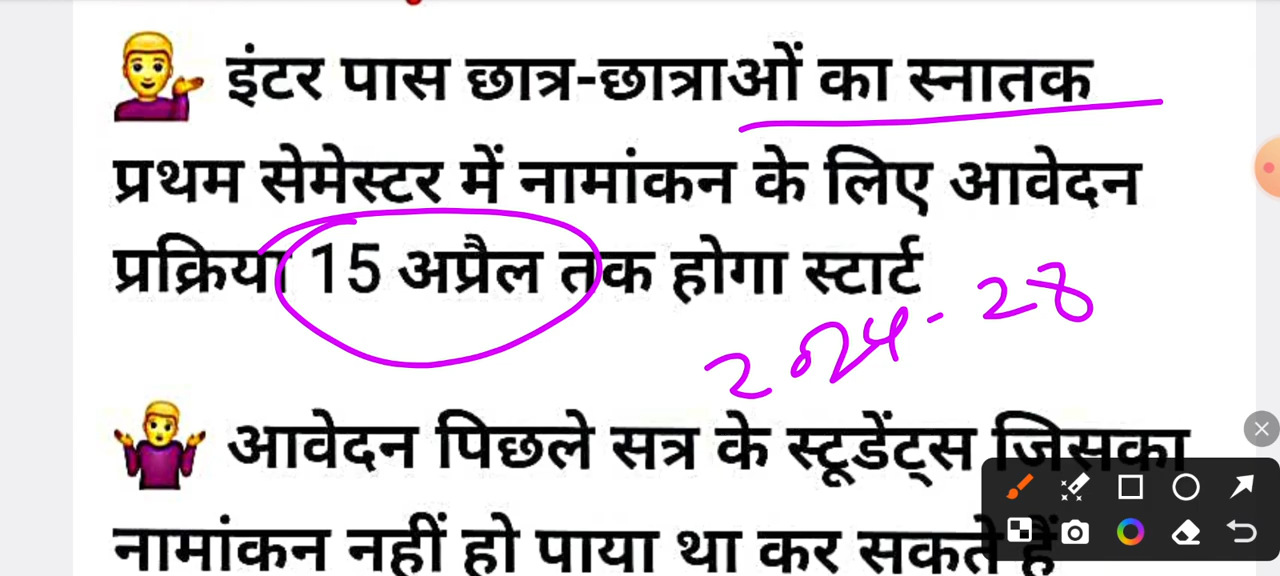 इंटर पास छात्र-छात्राओं का स्नातक
प्रथम सेमेस्टर में नामांकन के लिए आवेदन
प्रक्रिया 15 अप्रैल तक होगा स्टार्ट
2024-28
आवेदन पिछले सत्र के स्टूडेंट्स जिसका
नामांकन नहीं हो पाया था कर सकते हैं